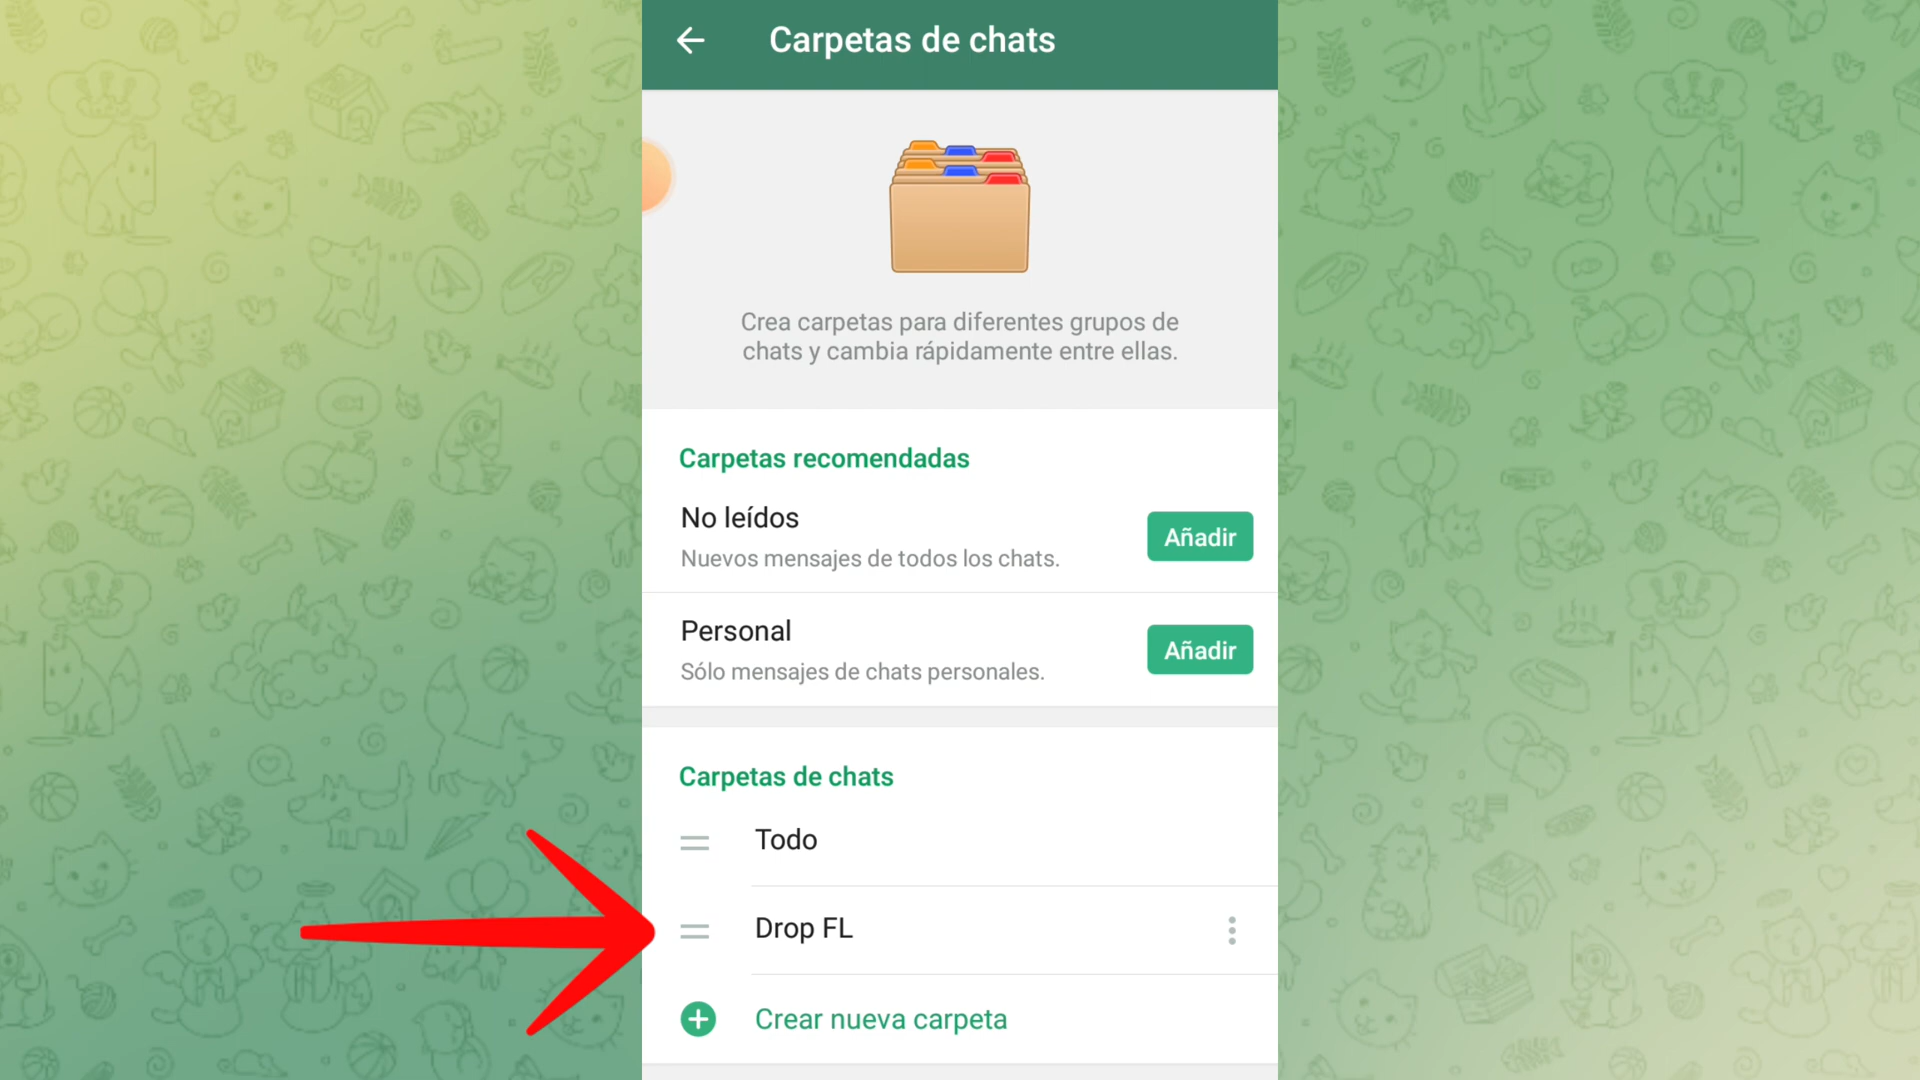 Carpetas de chats
Crea carpetas para diferentes grupos de
chats y cambia rápidamente entre ellas.
Carpetas recomendadas
No leídos
Añadir
Nuevos mensajes de todos los chats.
Personal
Añadir
Sólo mensajes de chats personales.
Carpetas de chats
Todo
Drop FL
Crear nueva carpeta